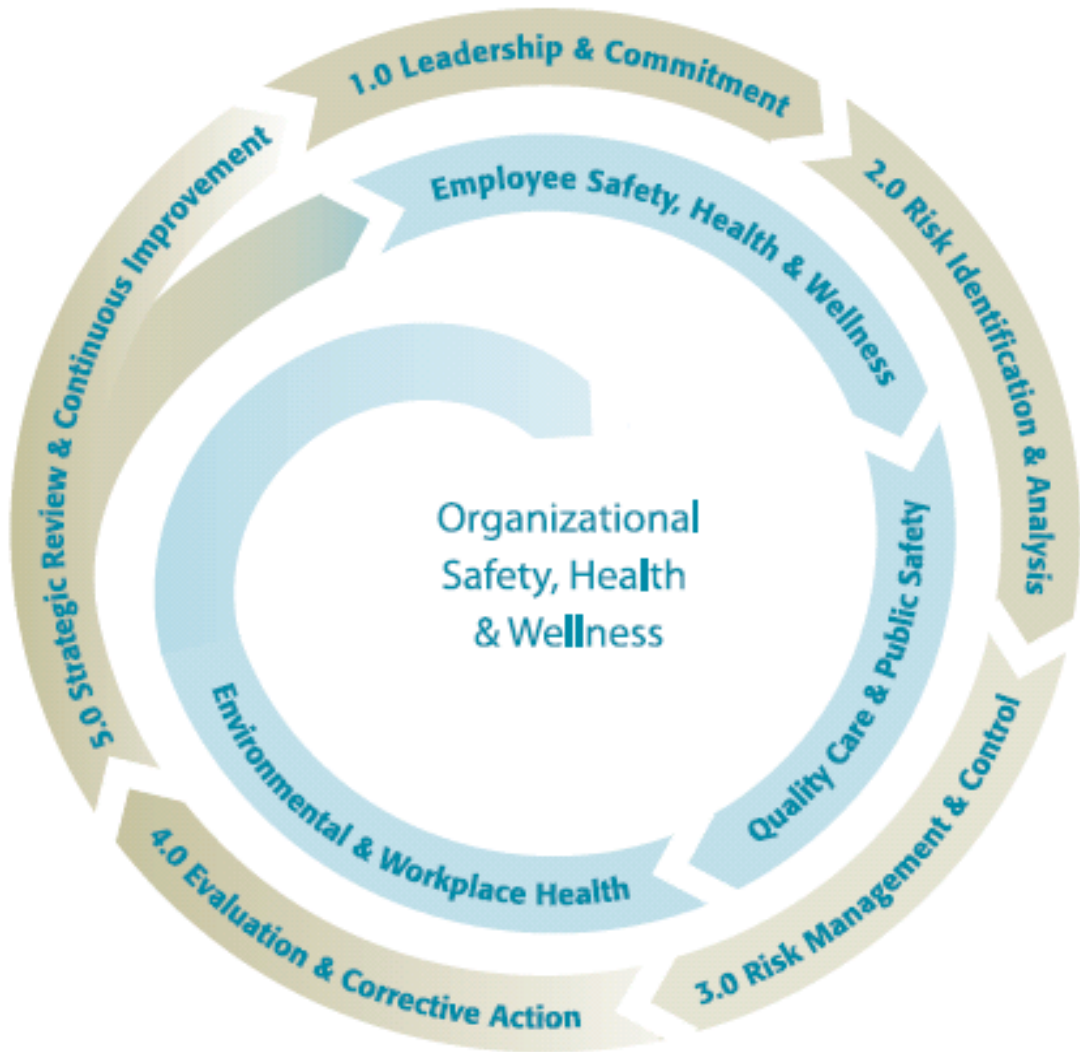 1.0 Leadership & Commitment
2.0 Risk Identification & Analysis
3.0 Risk Management & Control
4.0 Evaluation & Corrective Action
5.0 Strategic Review & Continuous Improvement
Employee Safety, Health & Wellness
Quality Care & Public Safety
Environmental & Workplace Health
Organizational
Safety, Health
& Wellness